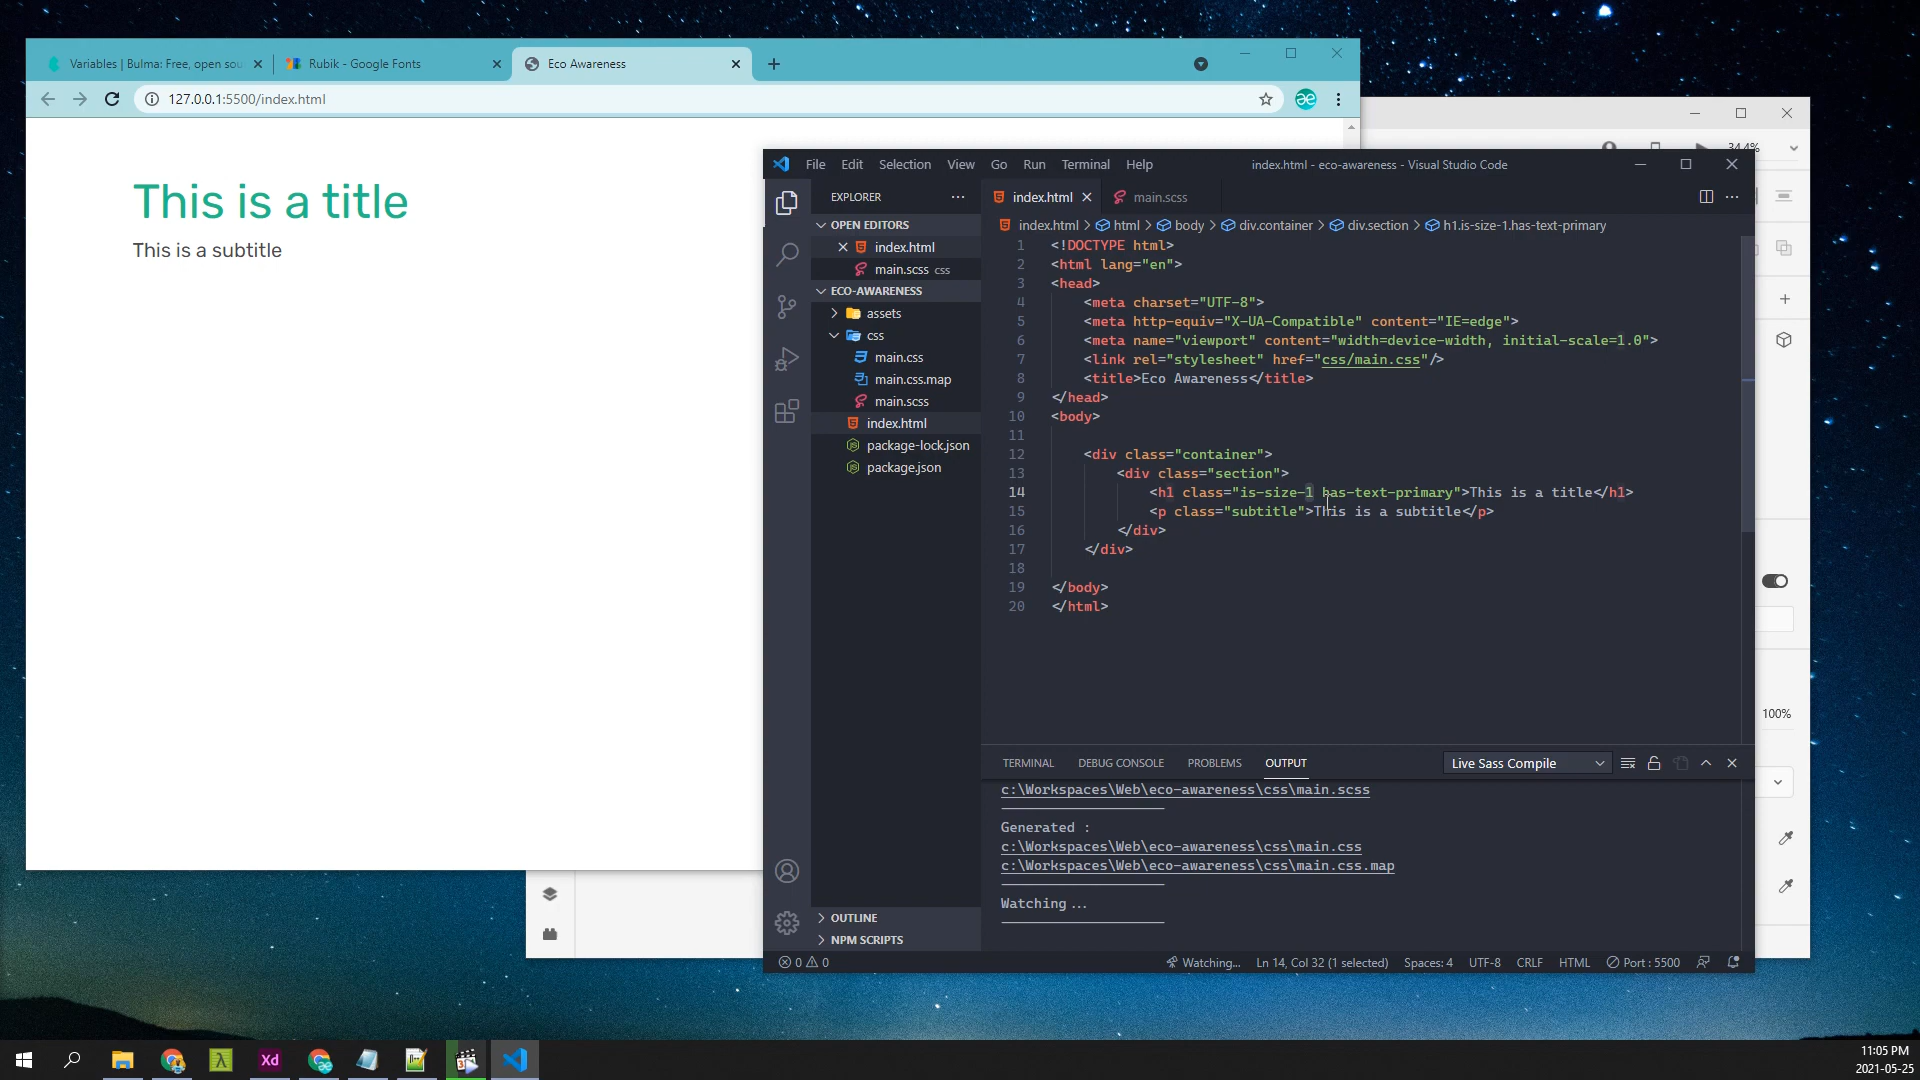 Variables | Bulma: Free, open sou
Rubik - Google Fonts
Eco Awareness
127.0.0.1:5500/index.html
æ
This is a title
This is a subtitle
34.4%
File Edit Selection View Go Run Terminal Help
index.html - eco-awareness - Visual Studio Code
EXPLORER
index.html
main.scss
OPEN EDITORS
index.html > html > body > div.container > div.section > h1.is-size-1.has-text-primary
index.html
main.scss css
ECO-AWARENESS
assets
css
main.css
main.css.map
main.scss
index.html
package-lock.json
package.json
OUTLINE
NPM SCRIPTS
1 <!DOCTYPE html>
2 <html lang="en">
3 <head>
4 <meta charset="UTF-8">
5 <meta http-equiv="X-UA-Compatible" content="IE=edge">
6 <meta name="viewport" content="width=device-width, initial-scale=1.0">
7 <link rel="stylesheet" href="css/main.css"/>
8 <title>Eco Awareness</title>
9 </head>
10 <body>
11
12 <div class="container">
13 <div class="section">
14 <h1 class="is-size-1 has-text-primary">This is a title</h1>
15 <p class="subtitle">This is a subtitle</p>
16 </div>
17 </div>
18
19 </body>
20 </html>
TERMINAL DEBUG CONSOLE PROBLEMS OUTPUT
Live Sass Compile
c:\Workspaces\Web\eco-awareness\css\main.scss
Generated :
c:\Workspaces\Web\eco-awareness\css\main.css
c:\Workspaces\Web\eco-awareness\css\main.css.map
Watching...
0 0
Watching... Ln 14, Col 32 (1 selected) Spaces: 4 UTF-8 CRLF HTML Port : 5500
100%
Xd
11:05 PM
2021-05-25